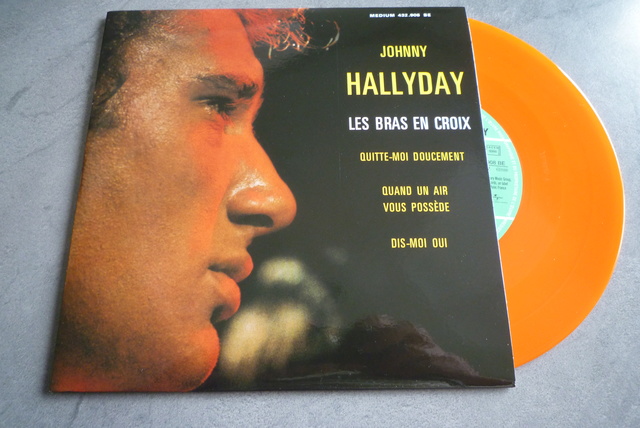 MEDIUM 432.908 BE
JOHNNY
HALLYDAY
LES BRAS EN CROIX
QUITTE-MOI DOUCEMENT
QUAND UN AIR
VOUS POSSÈDE
DIS-MOI OUI